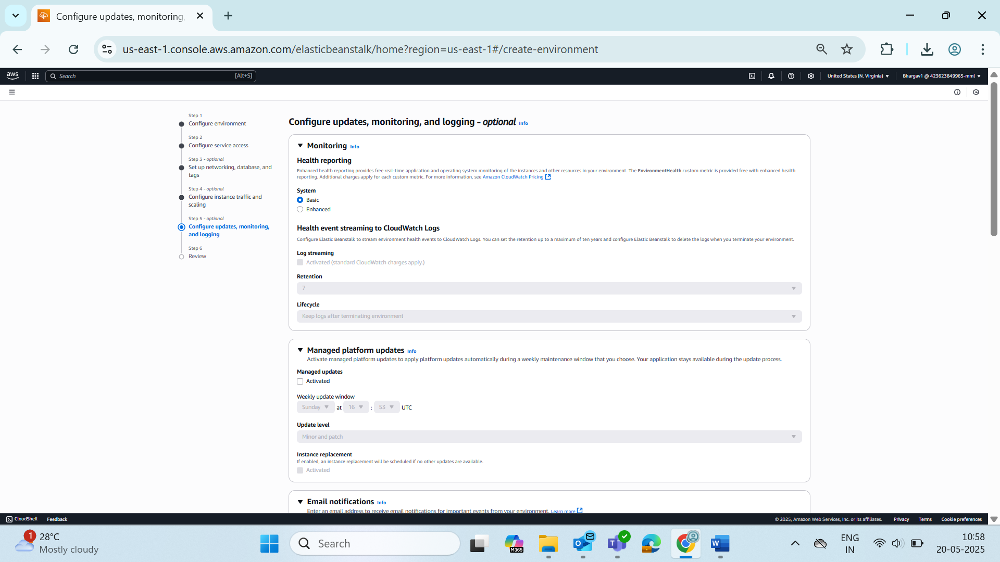 Configure updates, monitoring,
us-east-1.console.aws.amazon.com/elasticbeanstalk/home?region=us-east-1#/create-environment
aws
Search
[Alt+S]
United States (N. Virginia)
Bhargav1 @ 423623849965-mml
Step 1
Configure environment
Step 2
Configure service access
Step 3 - optional
Set up networking, database, and
tags
Step 4 - optional
Configure instance traffic and
scaling
Step 5 - optional
Configure updates, monitoring,
and logging
Step 6
Review
Configure updates, monitoring, and logging - optional Info
Monitoring Info
Health reporting
Enhanced health reporting provides free real-time application and operating system monitoring of the instances and other resources in your environment. The EnvironmentHealth custom metric is provided free with enhanced health
reporting. Additional charges apply for each custom metric. For more information, see Amazon CloudWatch Pricing
System
Basic
Enhanced
Health event streaming to CloudWatch Logs
Configure Elastic Beanstalk to stream environment health events to CloudWatch Logs. You can set the retention up to a maximum of ten years and configure Elastic Beanstalk to delete the logs when you terminate your environment.
Log streaming
Activated (standard CloudWatch charges apply.)
Retention
7
Lifecycle
Keep logs after terminating environment
Managed platform updates Info
Activate managed platform updates to apply platform updates automatically during a weekly maintenance window that you choose. Your application stays available during the update process.
Managed updates
Activated
Weekly update window
Sunday at 16 : 53 UTC
Update level
Minor and patch
Instance replacement
If enabled, an instance replacement will be scheduled if no other updates are available.
Activated
Email notifications Info
Enter an email address to receive email notifications for important events from your environment. Learn more
CloudShell
Feedback
© 2025, Amazon Web Services, Inc. or its affiliates.
Privacy
Terms
Cookie preferences
1
28°C
Mostly cloudy
Search
M365
ENG
IN
10:58
20-05-2025